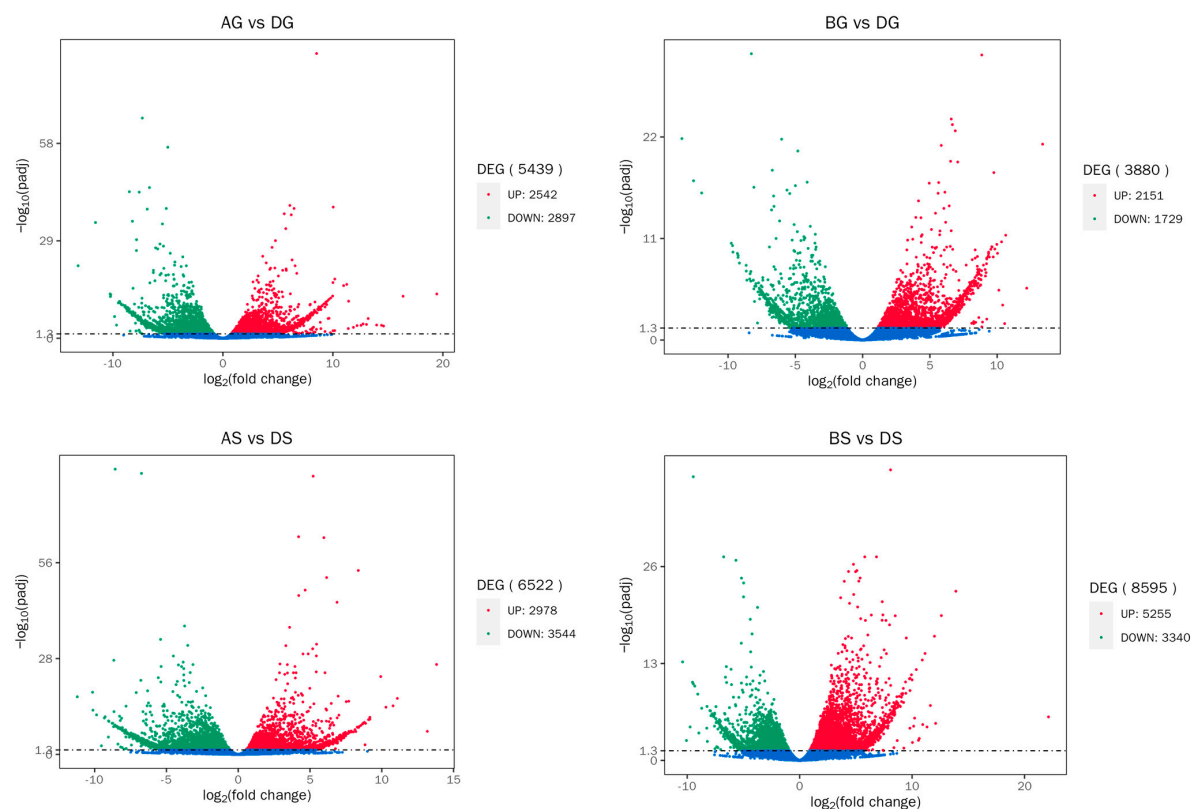 AG vs DG
−log10(padj)
58
29
1.3
0
-10
0
10
20
log2(fold change)
DEG ( 5439 )
UP: 2542
DOWN: 2897
BG vs DG
−log10(padj)
22
11
1.3
0
-10
-5
0
5
10
log2(fold change)
DEG ( 3880 )
UP: 2151
DOWN: 1729
AS vs DS
−log10(padj)
56
28
1.3
0
-10
-5
0
5
10
15
log2(fold change)
DEG ( 6522 )
UP: 2978
DOWN: 3544
BS vs DS
−log10(padj)
26
13
1.3
0
-10
0
10
20
log2(fold change)
DEG ( 8595 )
UP: 5255
DOWN: 3340